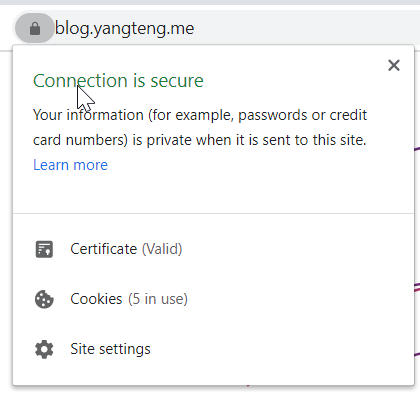 blog.yangteng.me
Connection is secure
Your information (for example, passwords or credit
card numbers) is private when it is sent to this site.
Learn more
Certificate (Valid)
Cookies (5 in use)
Site settings